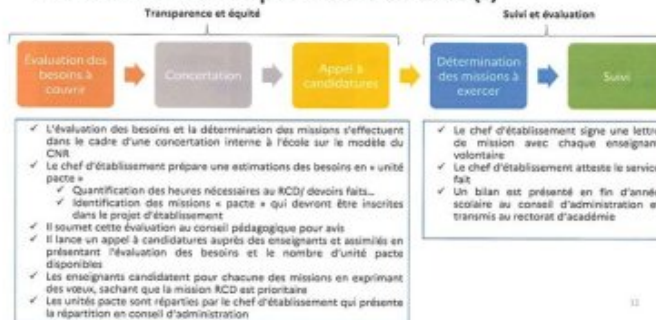 Transparence et équité
Suivi et évaluation
Évaluation des
besoins à
couvrir
Concertation
Appel à
candidatures
Détermination
des missions à
exercer
Suivi
✓ L'évaluation des besoins et la détermination des missions s'effectuent
dans le cadre d'une concertation interne à l'école sur le modèle du
CNR
✓ Le chef d'établissement prépare une estimations des besoins en « unité
pacte »
✓ Quantification des heures nécessaires au RCD/ devoirs faits...
✓ Identification des missions « pacte » qui devront être inscrites
dans le projet d'établissement
✓ Il soumet cette évaluation au conseil pédagogique pour avis
✓ Il lance un appel à candidatures auprès des enseignants et assimilés en
présentant l'évaluation des besoins et le nombre d'unité pacte
disponibles
✓ Les enseignants candidatent pour chacune des missions en exprimant
des vœux, sachant que la mission RCD est prioritaire
✓ Les unités pacte sont réparties par le chef d'établissement qui présente
la répartition en conseil d'administration
✓ Le chef d'établissement signe une lettre
de mission avec chaque enseignant
volontaire
✓ Le chef d'établissement atteste le service
fait
✓ Un bilan est présenté en fin d'année
scolaire au conseil d'administration et
transmis au rectorat d'académie